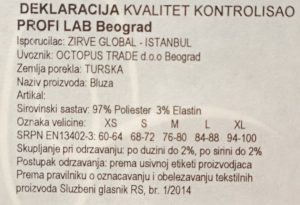 DEKLARACIJA KVALITET KONTROLISAO
PROFI LAB Beograd
Isporucilac: ZIRVE GLOBAL - ISTANBUL
Uvoznik: OCTOPUS TRADE d.o.o Beograd
Zemlja porekla: TURSKA
Naziv proizvoda: Bluza
Artikal:
Sirovinski sastav: 97% Poliester 3% Elastin
Oznaka velicine: XS S M L XL
SRPN EN13402-3: 60-64 68-72 76-80 84-88 94-100
Skupljanje pri odrzavanju: po duzini do 2%, po sirini do 2%
Postupak odrzavanja: prema usivnoj etiketi proizvodjaca
Prema pravilniku o oznacavanju i obelezavanju tekstilnih
proizvoda Sluzbeni glasnik RS, br. 1/2014